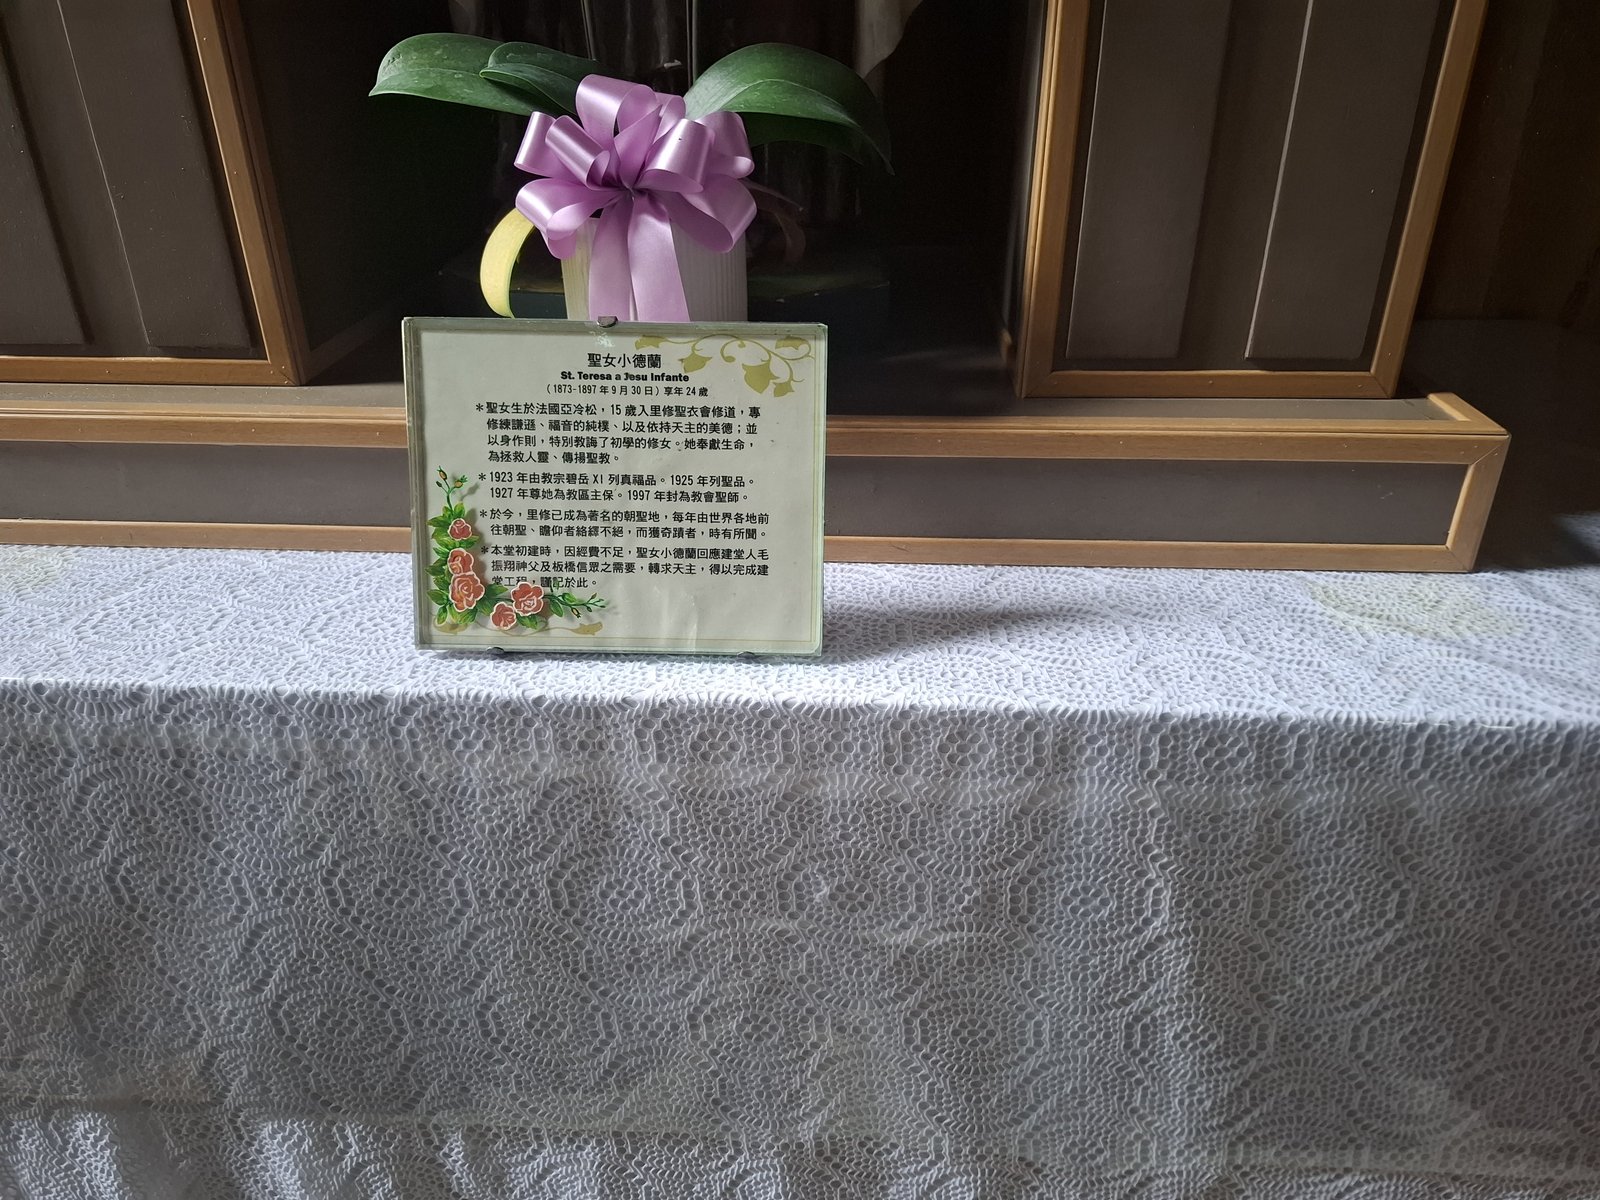 聖女小德蘭
St. Teresa a Jesu Infante
(1873-1897 年 9 月 30 日) 享年 24 歲
＊聖女生於法國亞冷松，15 歲入里修聖衣會修道，專
修練謙遜、福音的純樸、以及依持天主的美德；並
以身作則，特別教誨了初學的修女。她奉獻生命，
為拯救人靈、傳揚聖教。
＊1923 年由教宗碧岳 XI 列真福品。1925 年列聖品。
1927 年尊她為教區主保。1997 年封為教會聖師。
＊於今，里修已成為著名的朝聖地，每年由世界各地前
往朝聖、瞻仰者絡繹不絕，而獲奇蹟者，時有所聞。
＊本堂初建時，因經費不足，聖女小德蘭回應建堂人毛
振翔神父及板橋信眾之需要，轉求天主，得以完成建
堂工程，謹記於此。